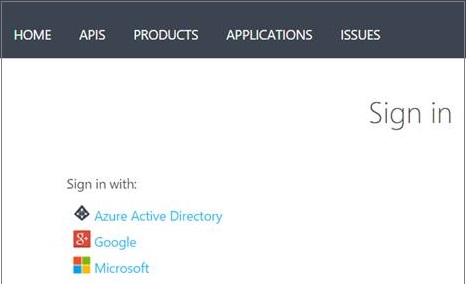 HOME APIS PRODUCTS APPLICATIONS ISSUES
Sign in
Sign in with:
Azure Active Directory
Google
Microsoft